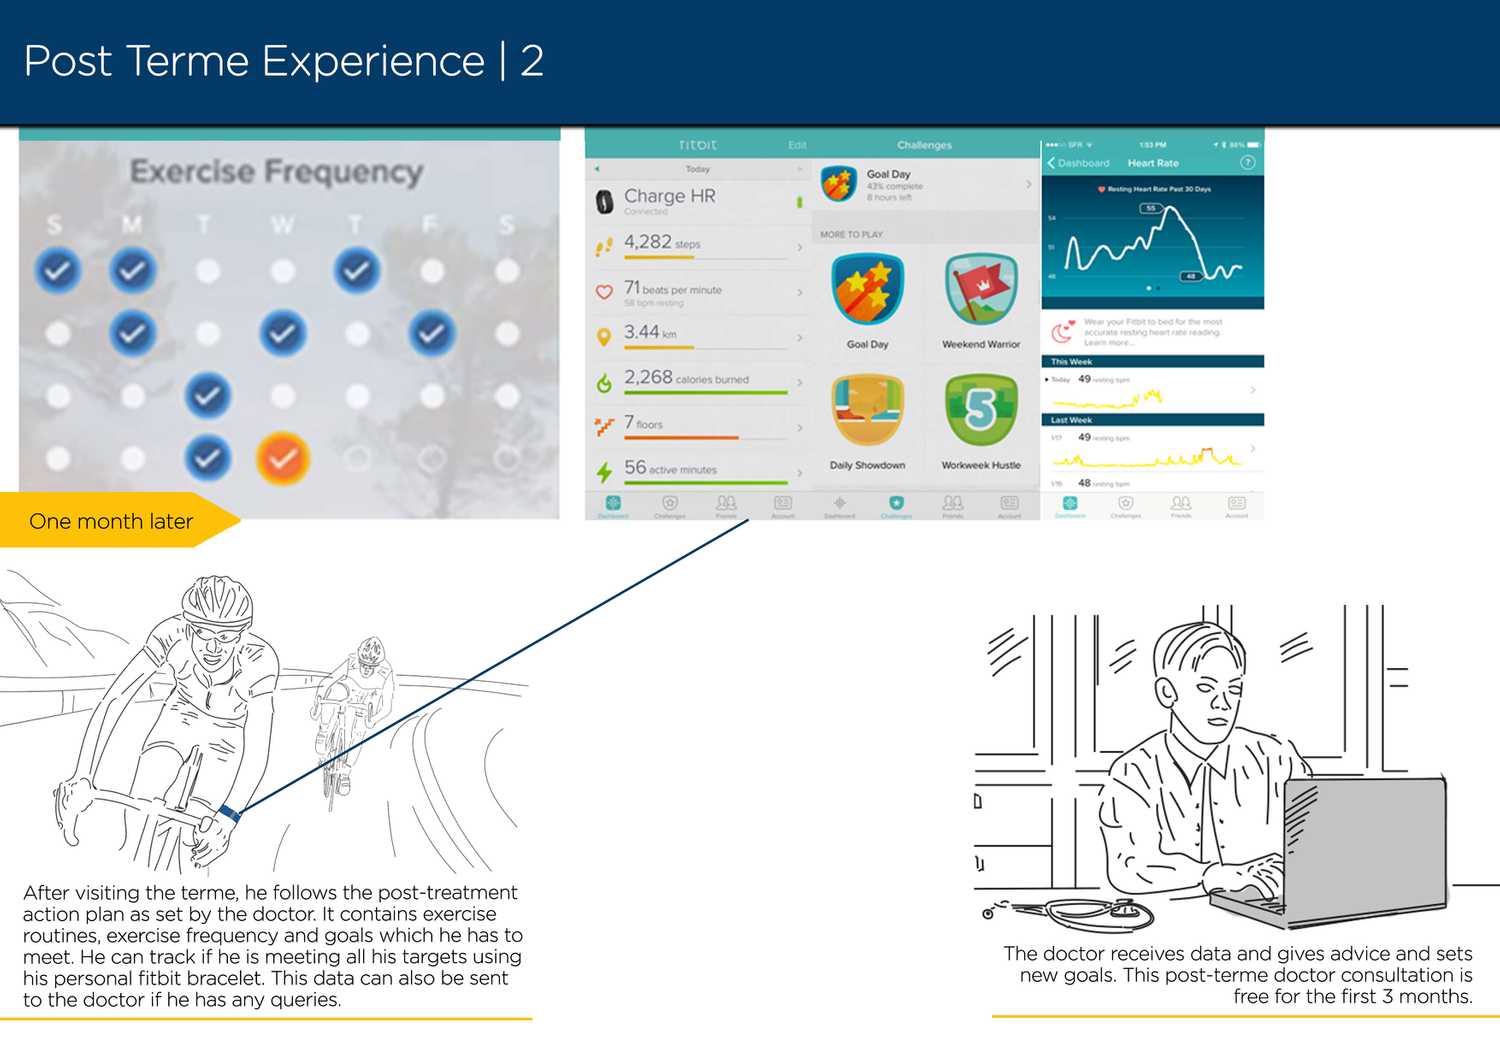 Post Terme Experience | 2
Exercise Frequency
S M T W T F S
One month later
fitbit Edit
Today
Charge HR
Connected
4,282 steps
71 beats per minute
58 bpm resting
3.44 km
2,268 calories burned
7 floors
56 active minutes
Dashboard Challenges Friends Account
Challenges
Goal Day
43% complete
8 hours left
MORE TO PLAY
Goal Day
Weekend Warrior
5
Daily Showdown
Workweek Hustle
Dashboard Challenges Friends Account
SFR 1:53 PM 86%
Dashboard Heart Rate ?
Resting Heart Rate Past 30 Days
55
54
51
48
48
Wear your Fitbit to bed for the most
accurate resting heart rate reading.
Learn more...
This Week
Today 49 resting bpm
Last Week
1/17 49 resting bpm
1/16 48 resting bpm
Dashboard Challenges Friends Account
After visiting the terme, he follows the post-treatment
action plan as set by the doctor. It contains exercise
routines, exercise frequency and goals which he has to
meet. He can track if he is meeting all his targets using
his personal fitbit bracelet. This data can also be sent
to the doctor if he has any queries.
The doctor receives data and gives advice and sets
new goals. This post-terme doctor consultation is
free for the first 3 months.